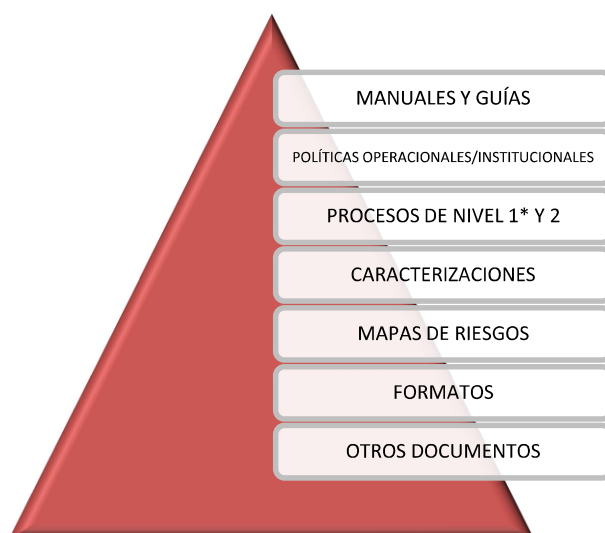 MANUALES Y GUÍAS
POLÍTICAS OPERACIONALES/INSTITUCIONALES
PROCESOS DE NIVEL 1* Y 2
CARACTERIZACIONES
MAPAS DE RIESGOS
FORMATOS
OTROS DOCUMENTOS